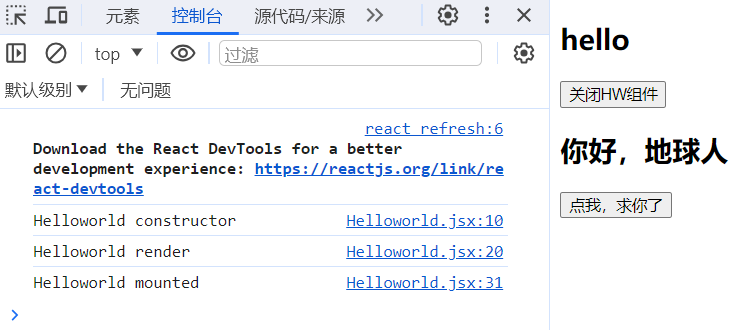 元素 控制台 源代码/来源
top 过滤
默认级别 无问题
react refresh:6
Download the React DevTools for a better
development experience: https://reactjs.org/link/re
act-devtools
Helloworld constructor Helloworld.jsx:10
Helloworld render Helloworld.jsx:20
Helloworld mounted Helloworld.jsx:31
hello
关闭HW组件
你好，地球人
点我，求你了